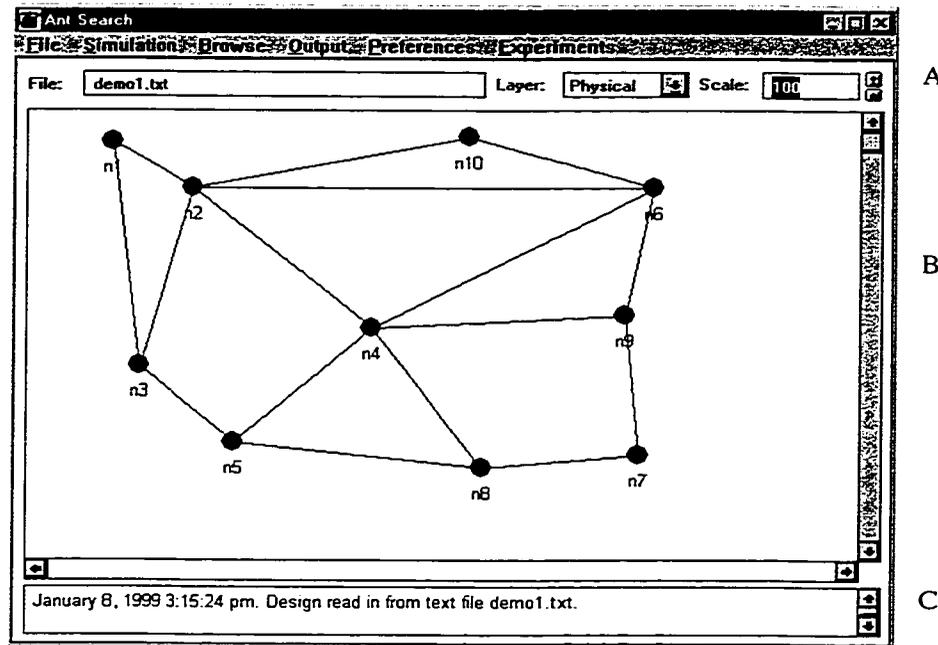 Ant Search
File Simulation Browse Output Preferences Experiments
File: demo1.txt Layer: Physical Scale: 100
A
n1
n10
n2
n6
B
n4
n9
n3
n5
n8
n7
January 8, 1999 3:15:24 pm. Design read in from text file demo1.txt.
C